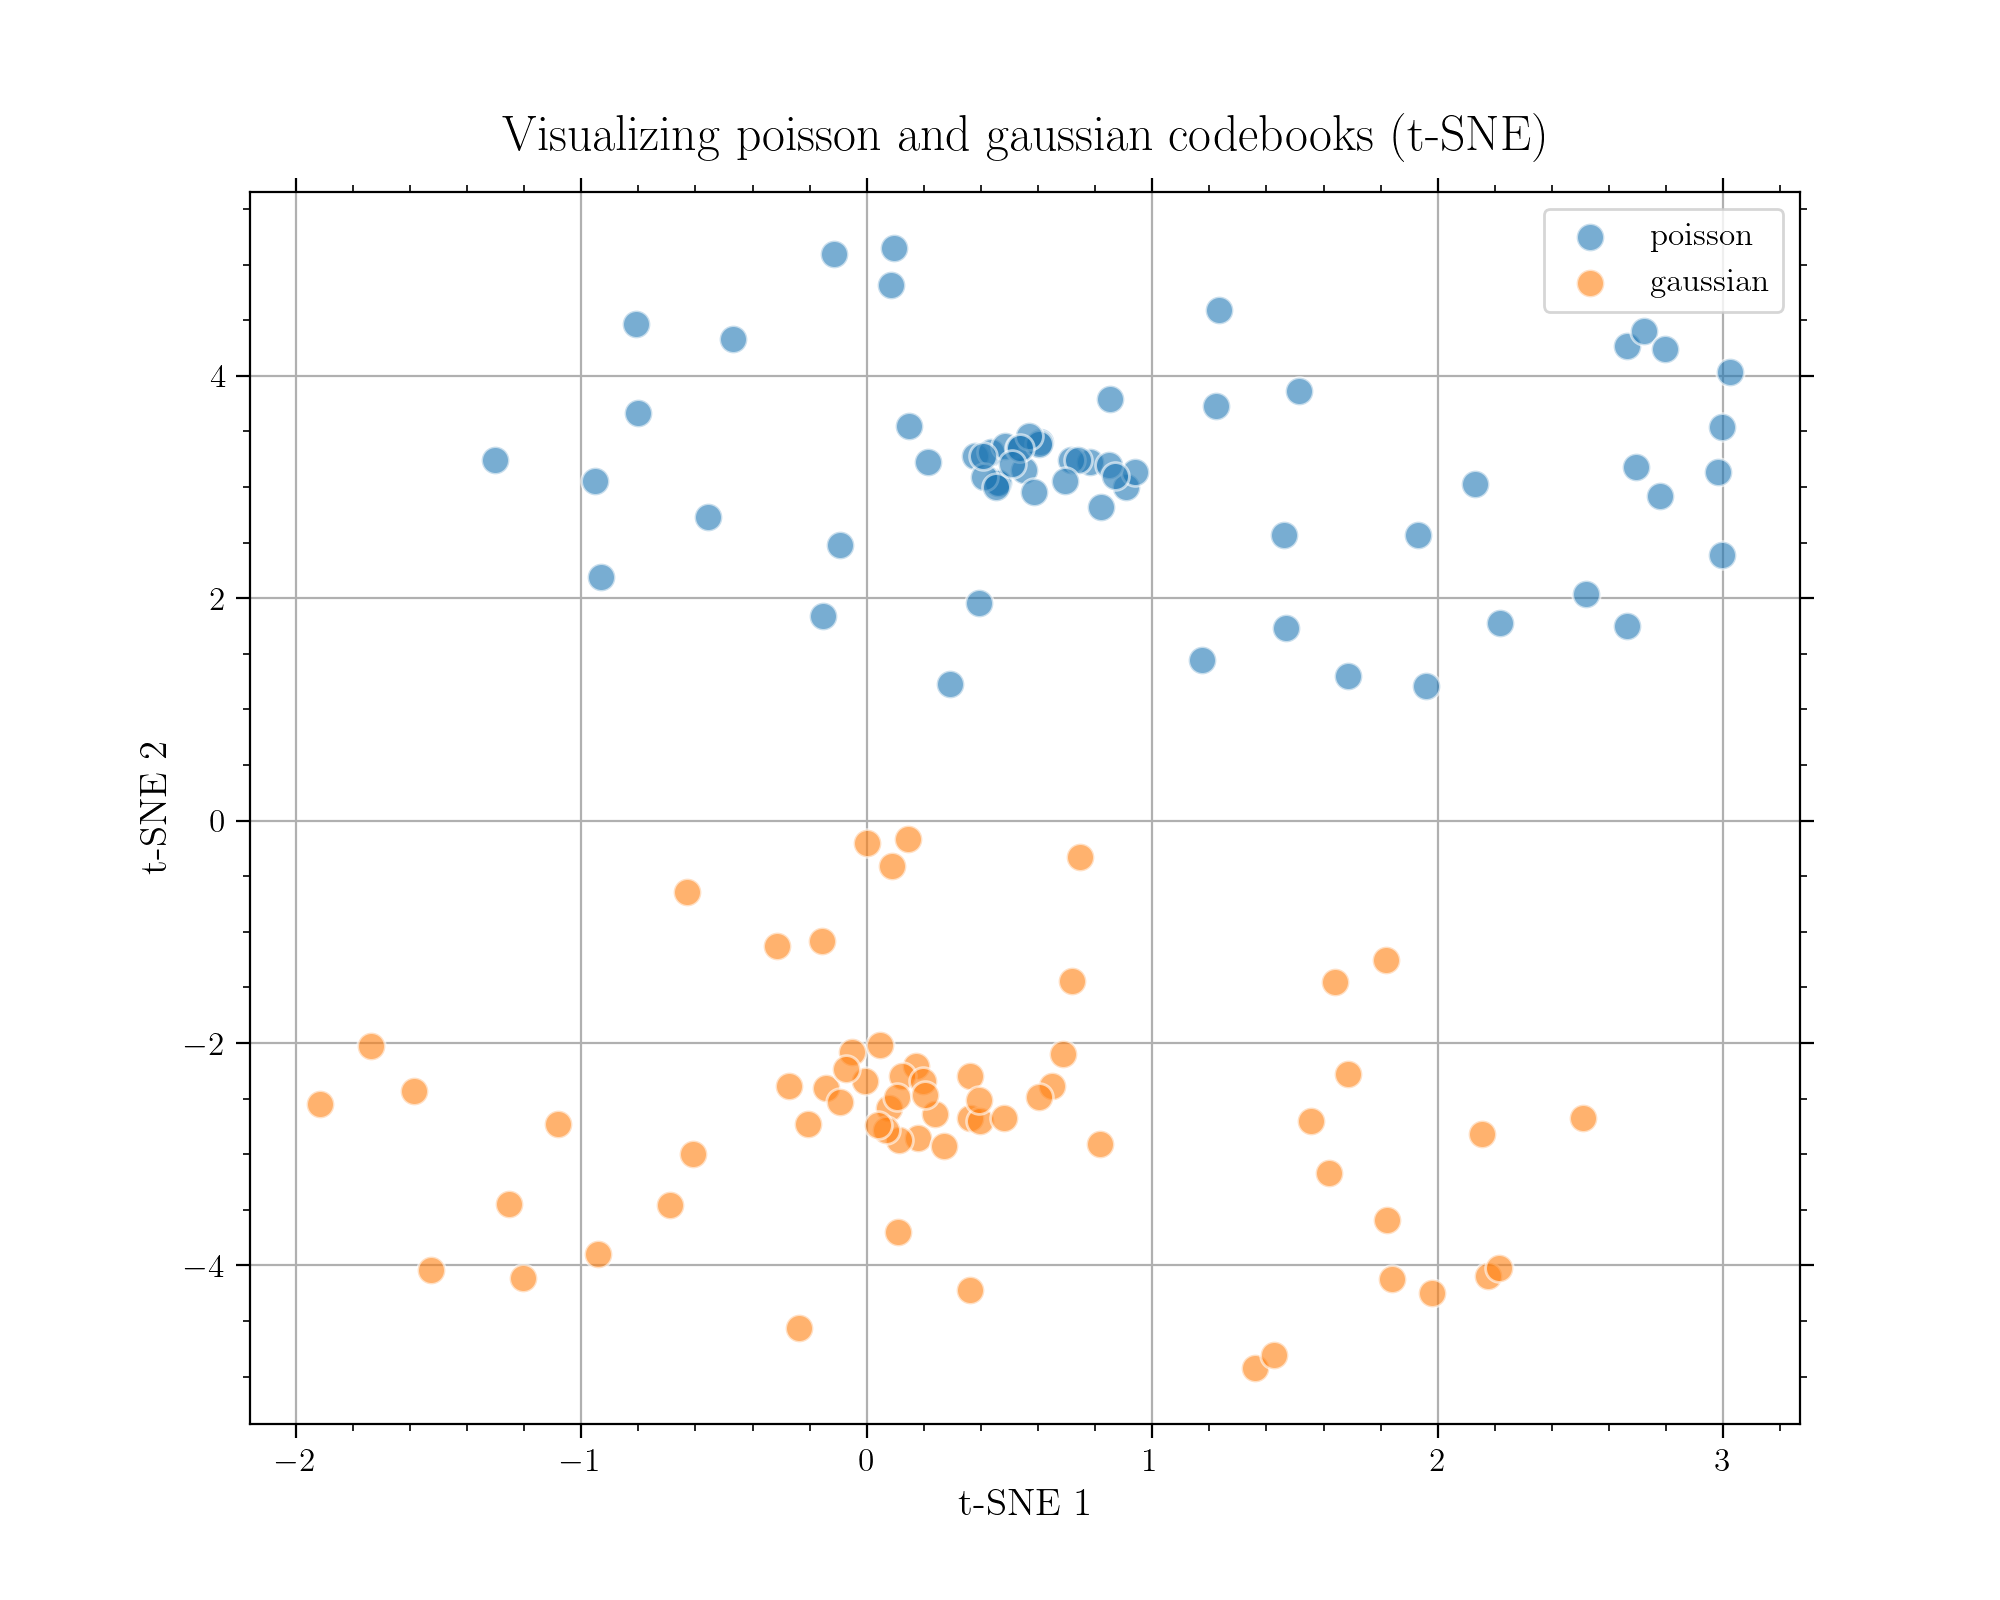 Visualizing poisson and gaussian codebooks (t-SNE)
poisson
gaussian
4
2
0
−2
−4
t-SNE 2
−2
−1
0
1
2
3
t-SNE 1